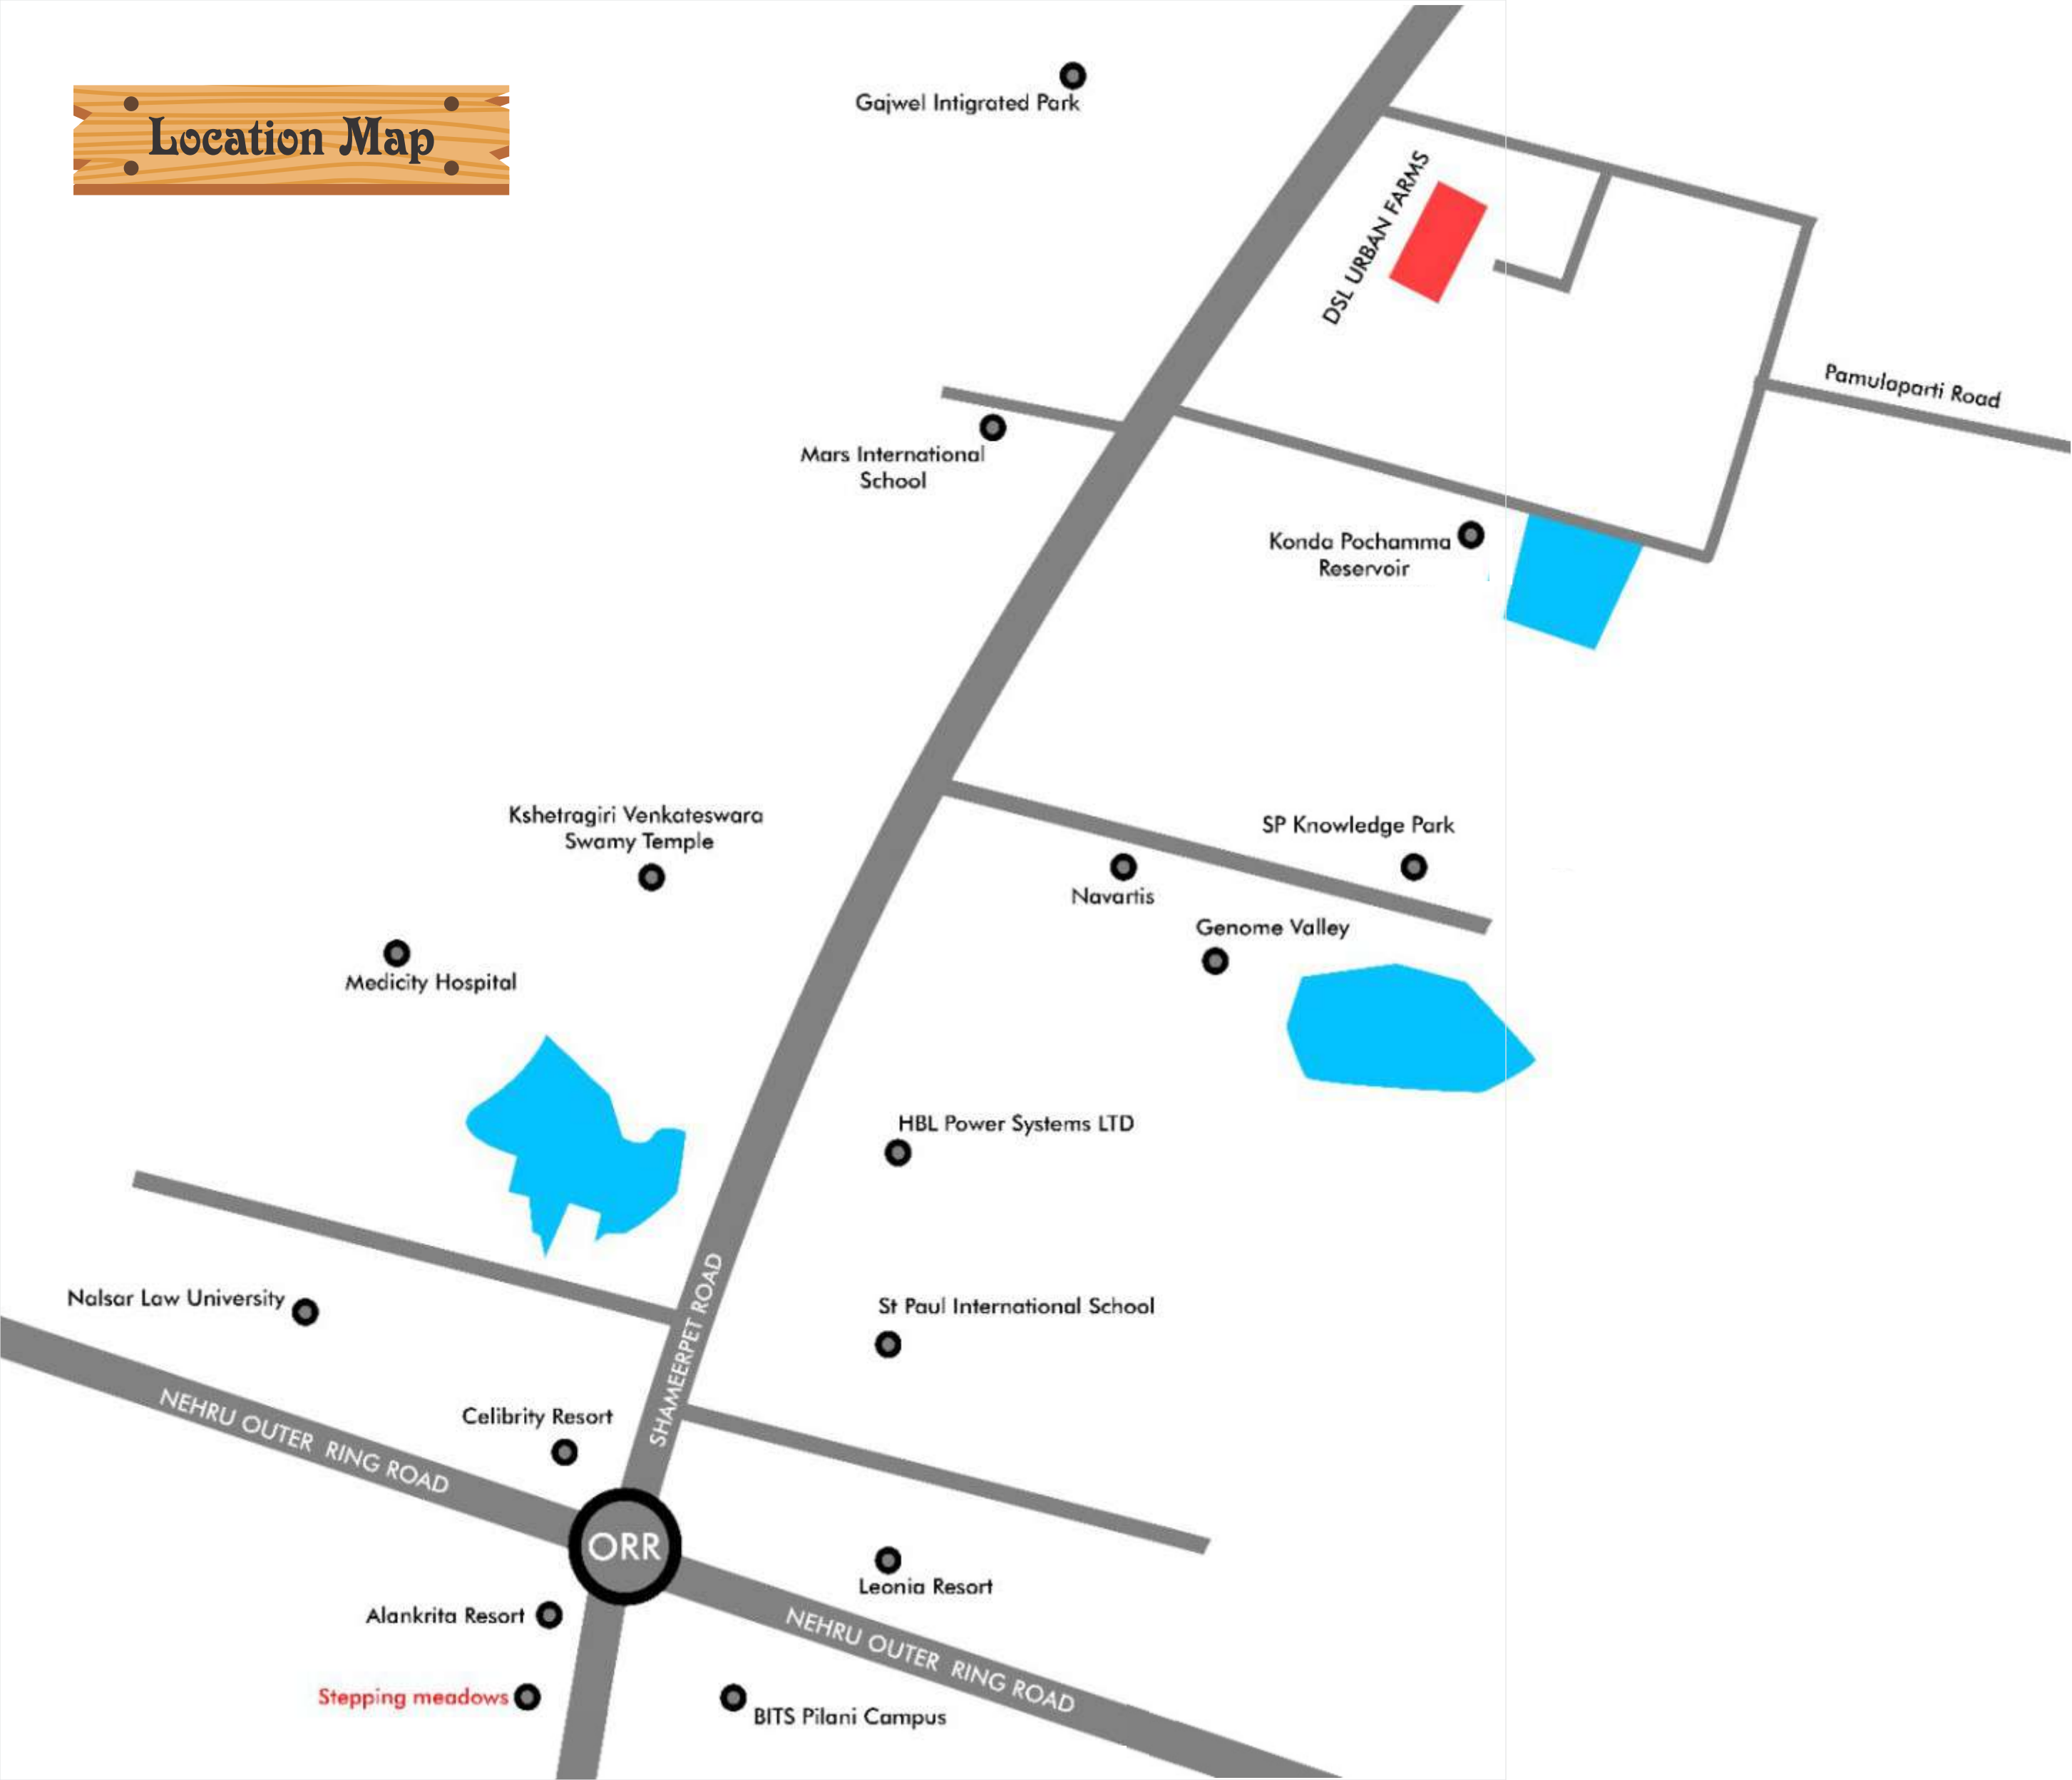 Location Map
Gajwel Intigrated Park
DSL URBAN FARMS
Pamulaparti Road
Mars International
School
Konda Pochamma
Reservoir
Kshetragiri Venkateswara
Swamy Temple
SP Knowledge Park
Navartis
Genome Valley
Medicity Hospital
HBL Power Systems LTD
Nalsar Law University
St Paul International School
SHAMEERPET ROAD
NEHRU OUTER RING ROAD
Celibrity Resort
ORR
Leonia Resort
Alankrita Resort
NEHRU OUTER RING ROAD
Stepping meadows
BITS Pilani Campus